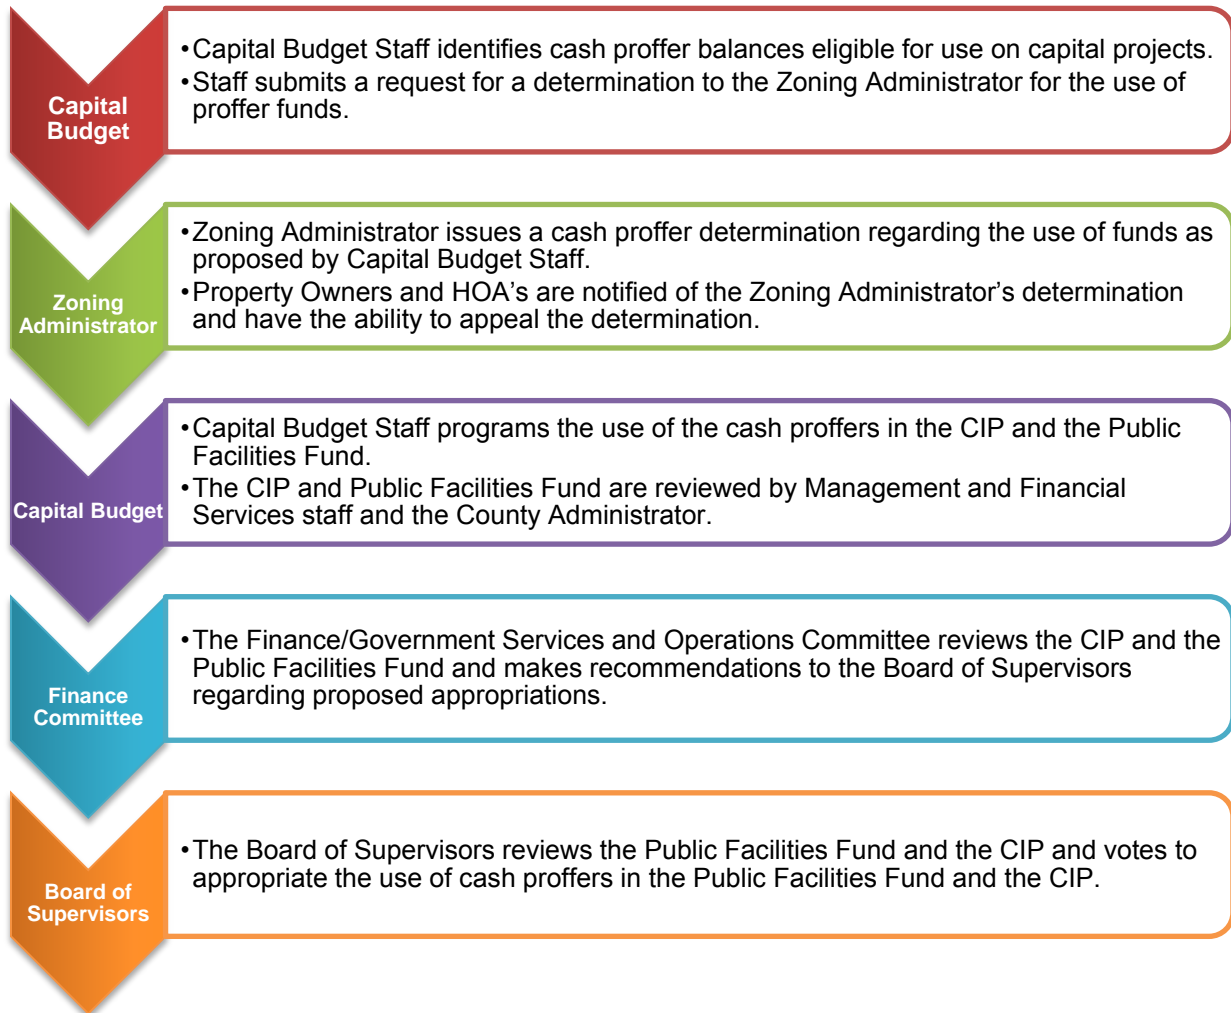 Capital
Budget
•Capital Budget Staff identifies cash proffer balances eligible for use on capital projects.
•Staff submits a request for a determination to the Zoning Administrator for the use of
proffer funds.
Zoning
Administrator
•Zoning Administrator issues a cash proffer determination regarding the use of funds as
proposed by Capital Budget Staff.
•Property Owners and HOA’s are notified of the Zoning Administrator’s determination
and have the ability to appeal the determination.
Capital Budget
•Capital Budget Staff programs the use of the cash proffers in the CIP and the Public
Facilities Fund.
•The CIP and Public Facilities Fund are reviewed by Management and Financial
Services staff and the County Administrator.
Finance
Committee
•The Finance/Government Services and Operations Committee reviews the CIP and the
Public Facilities Fund and makes recommendations to the Board of Supervisors
regarding proposed appropriations.
Board of
Supervisors
•The Board of Supervisors reviews the Public Facilities Fund and the CIP and votes to
appropriate the use of cash proffers in the Public Facilities Fund and the CIP.